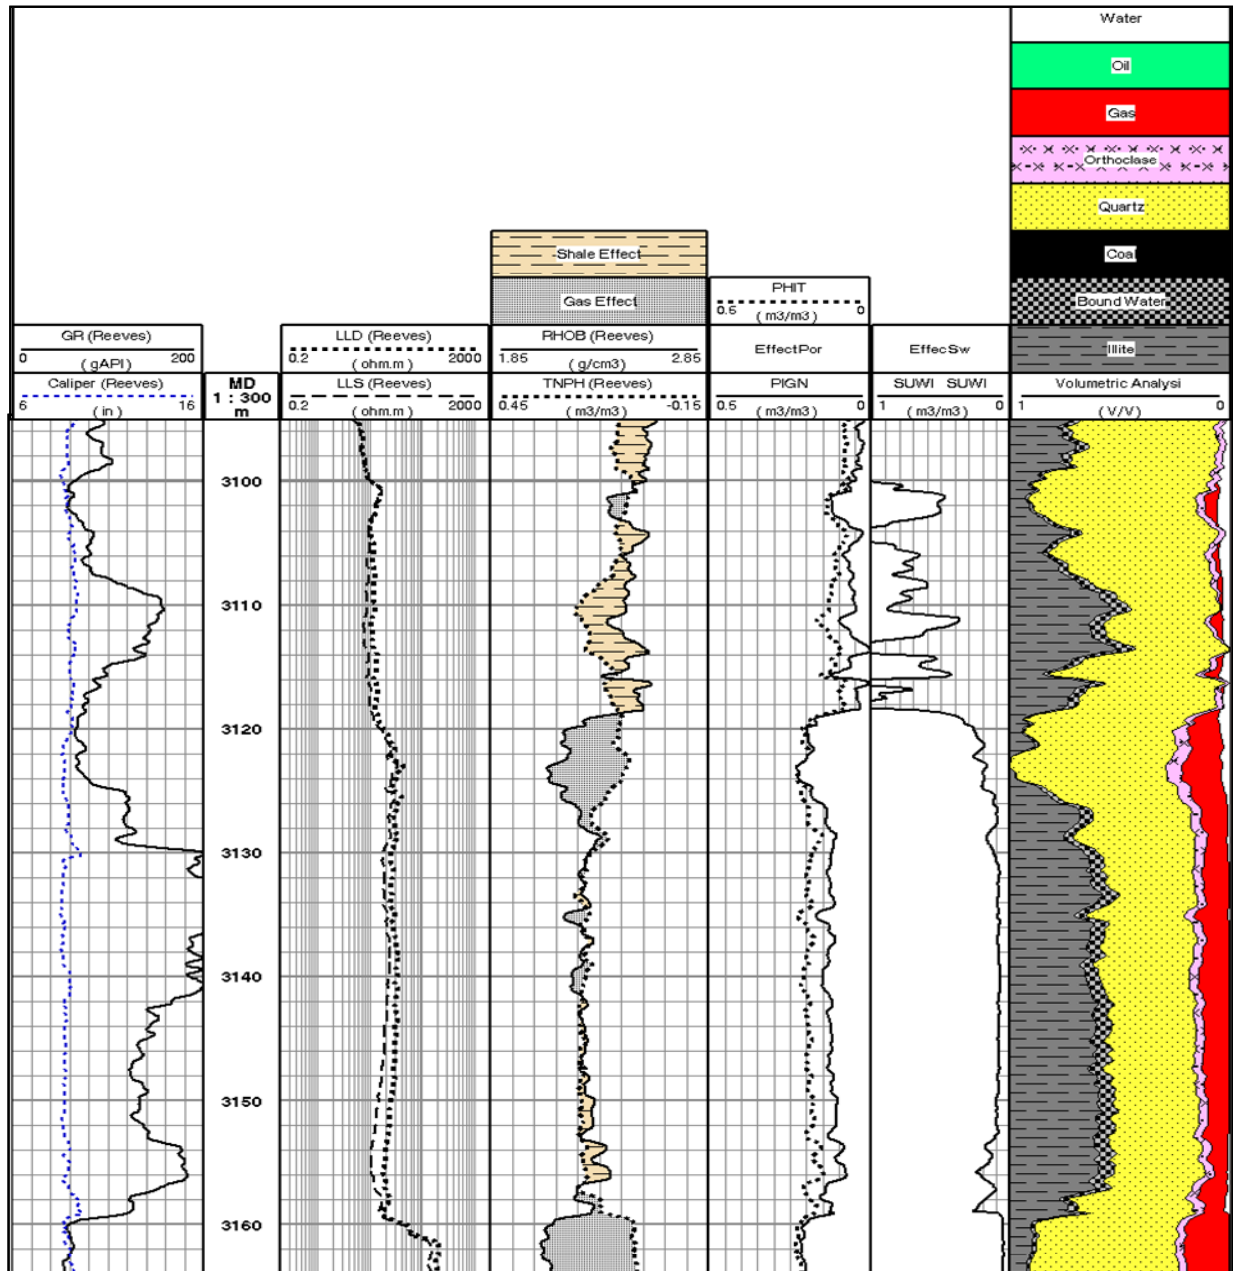 Water
Oil
Gas
Orthoclase
Quartz
Shale Effect
Coal
Gas Effect
PHIT
0.5 0
( m3/m3 )
Bound Water
GR (Reeves)
0 200
( gAPI )
LLD (Reeves)
0.2 2000
( ohm.m )
RHOB (Reeves)
1.85 2.85
( g/cm3 )
EffectPor
EffecSw
Illite
Caliper (Reeves)
6 16
( in )
MD
1 : 300
m
LLS (Reeves)
0.2 2000
( ohm.m )
TNPH (Reeves)
0.45 -0.15
( m3/m3 )
PIGN
0.5 0
( m3/m3 )
SUWI SUWI
1 0
( m3/m3 )
Volumetric Analysi
1 0
( V/V )
3100
3110
3120
3130
3140
3150
3160